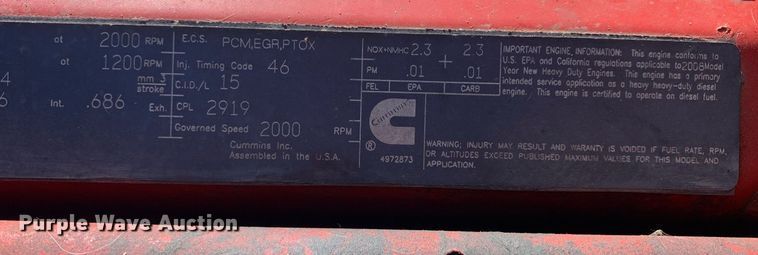 at 2000 RPM
at 1200 RPM
mm 3
stroke
4
6 Int. .686 Exh.
E.C.S. PCM,EGR,PTOX
Inj. Timing Code 46
C.I.D./L 15
CPL 2919
Governed Speed 2000 RPM
Cummins Inc.
Assembled in the U.S.A.
NOX+NMHC 2.3 + 2.3
PM .01 .01
FEL EPA CARB
Cummins
®
4972873
IMPORTANT ENGINE, INFORMATION: This engine conforms to
U.S. EPA and California regulations applicable to 2008 Model
Year New Heavy Duty Engines. This engine has a primary
intended service application as a heavy heavy-duty diesel
engine. This engine is certified to operate on diesel fuel.
WARNING; INJURY MAY RESULT AND WARANTY IS VOIDED IF FUEL RATE, RPM,
OR ALTITUDES EXCEED PUBLISHED MAXIMUM VALUES FOR THIS MODEL AND
APPLICATION.
Purple Wave Auction